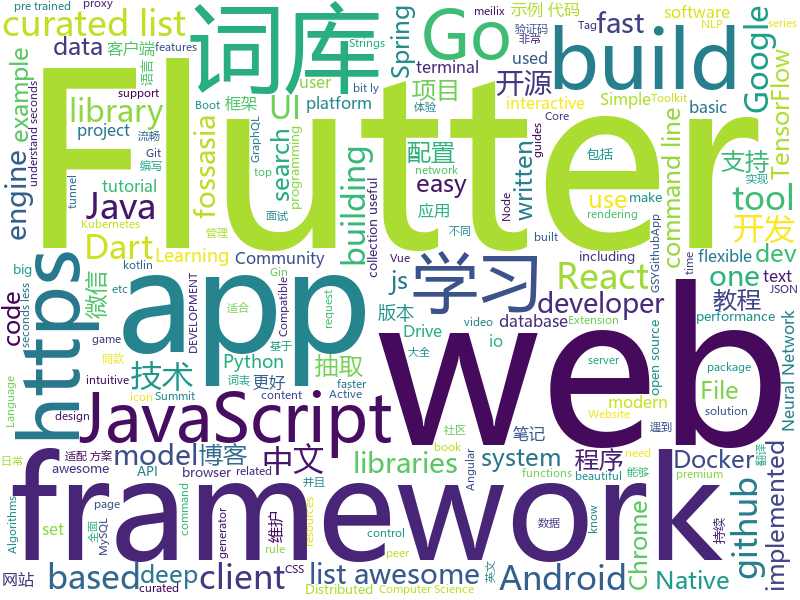 pre trained
proxy
meilix
示例 代码
software
curated list
data
客户端
features
词库
Go
Spring
Strings
验证码
fast
Tag
NLP
build
Google
series
understand seconds
example
语言
library
Flutter
user
bit ly
非常
used
terminal
开源
Boot
框架
UI
platform
interactive
Simple
Toolkit
TensorFlow
project
流畅
Git
编写
fossasia
search
programming
GraphQL
体验
项目
basic
Core
guides
engine
tutorial
top
配置
network
包括
支持
实现
tunnel
Java
building
easy
written
command line
tool
Kubernetes
管理
面试
应用
Node
rendering
use
make
开发
https
Dart
Learning
不同
built
Community
collection useful
学习
React
including
GSYGithubApp
time
flexible
dev
big
kotlin
DEVELOPMENT
Gin
Compatible
Vue
js
developer
one
text
JSON
seconds less
微信
etc
app
request
版本
database
教程
code
game
适合
Drive
io
Extension
video
web
performance
技术
Python
基于
抽取
大全
server
open source
File
Neural Network
同款
词表
更好
faster
JavaScript
package
Language
intuitive
icon
Summit
content
Active
modern
solution
design
model
博客
中文
笔记
Website
遇到
程序
book
libraries
社区
system
Docker
翻译
日常
适配 方案
awesome
API
browser
related
Angular
functions
need
能够
beautiful
CSS
并且
premium
Algorithms
全面
MySQL
page
set
command
framework
数据
know
github
implemented
generator
维护
resources
control
rule
peer
持续
网站
based
deep
client
list awesome
Android
Chrome
Native
support
curated
Distributed
英文
Computer Science